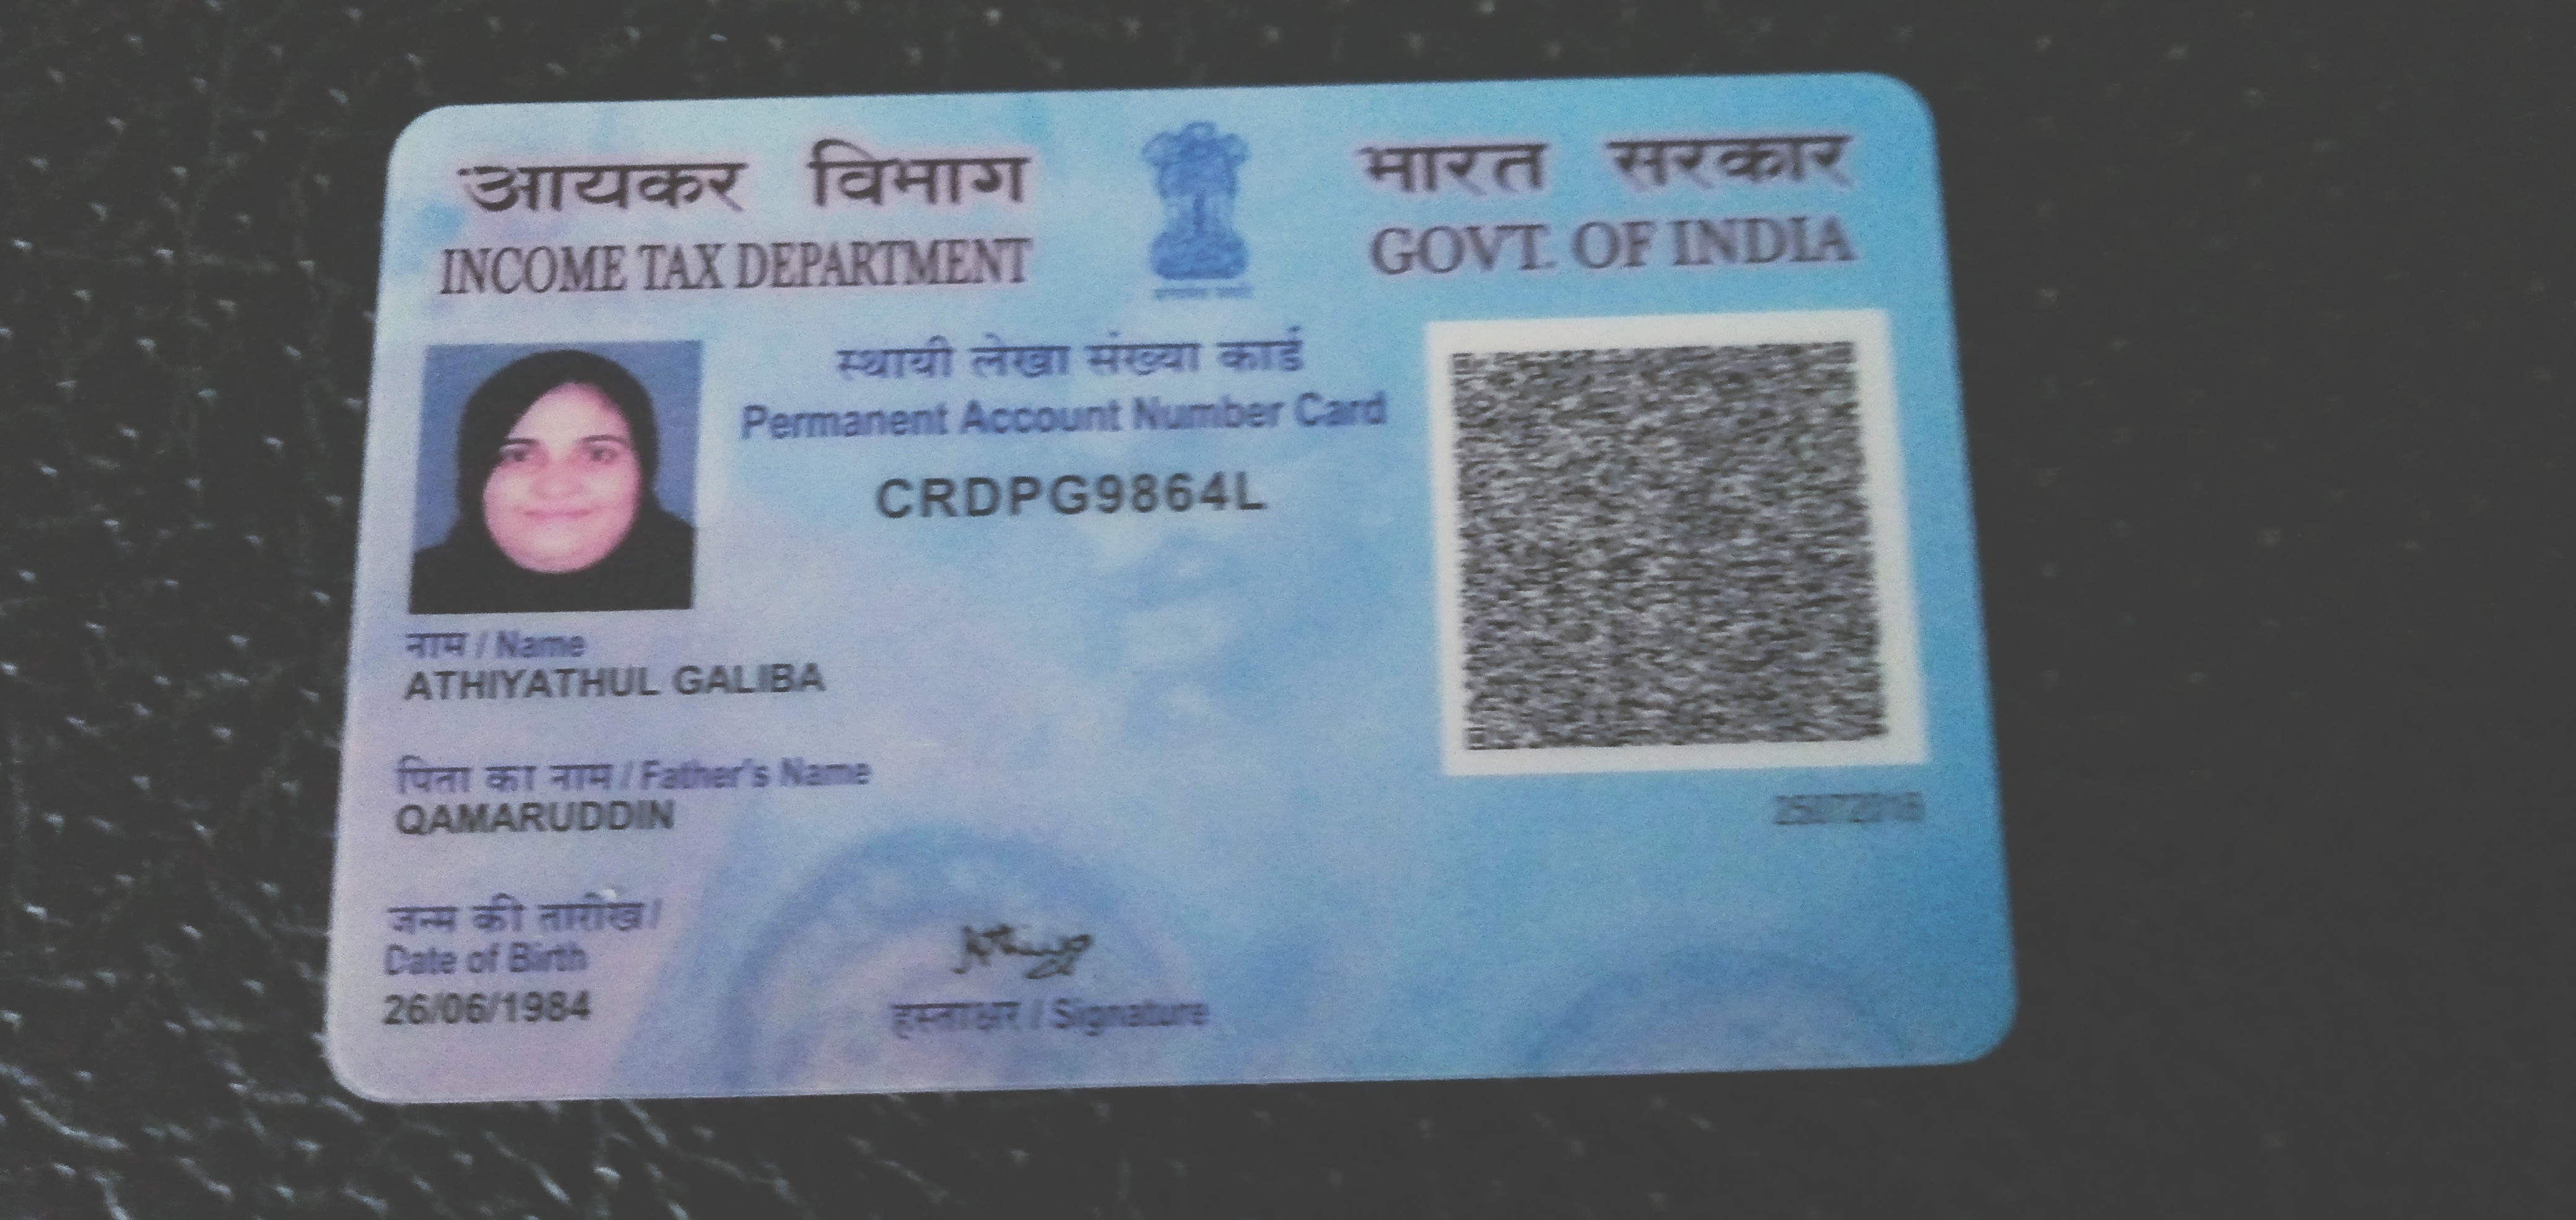 आयकर विभाग
INCOME TAX DEPARTMENT
भारत सरकार
GOVT. OF INDIA
स्थायी लेखा संख्या कार्ड
Permanent Account Number Card
CRDPG9864L
नाम / Name
ATHIYATHUL GALIBA
पिता का नाम / Father's Name
QAMARUDDIN
जन्म की तारीख/
Date of Birth
26/06/1984
हस्ताक्षर / Signature